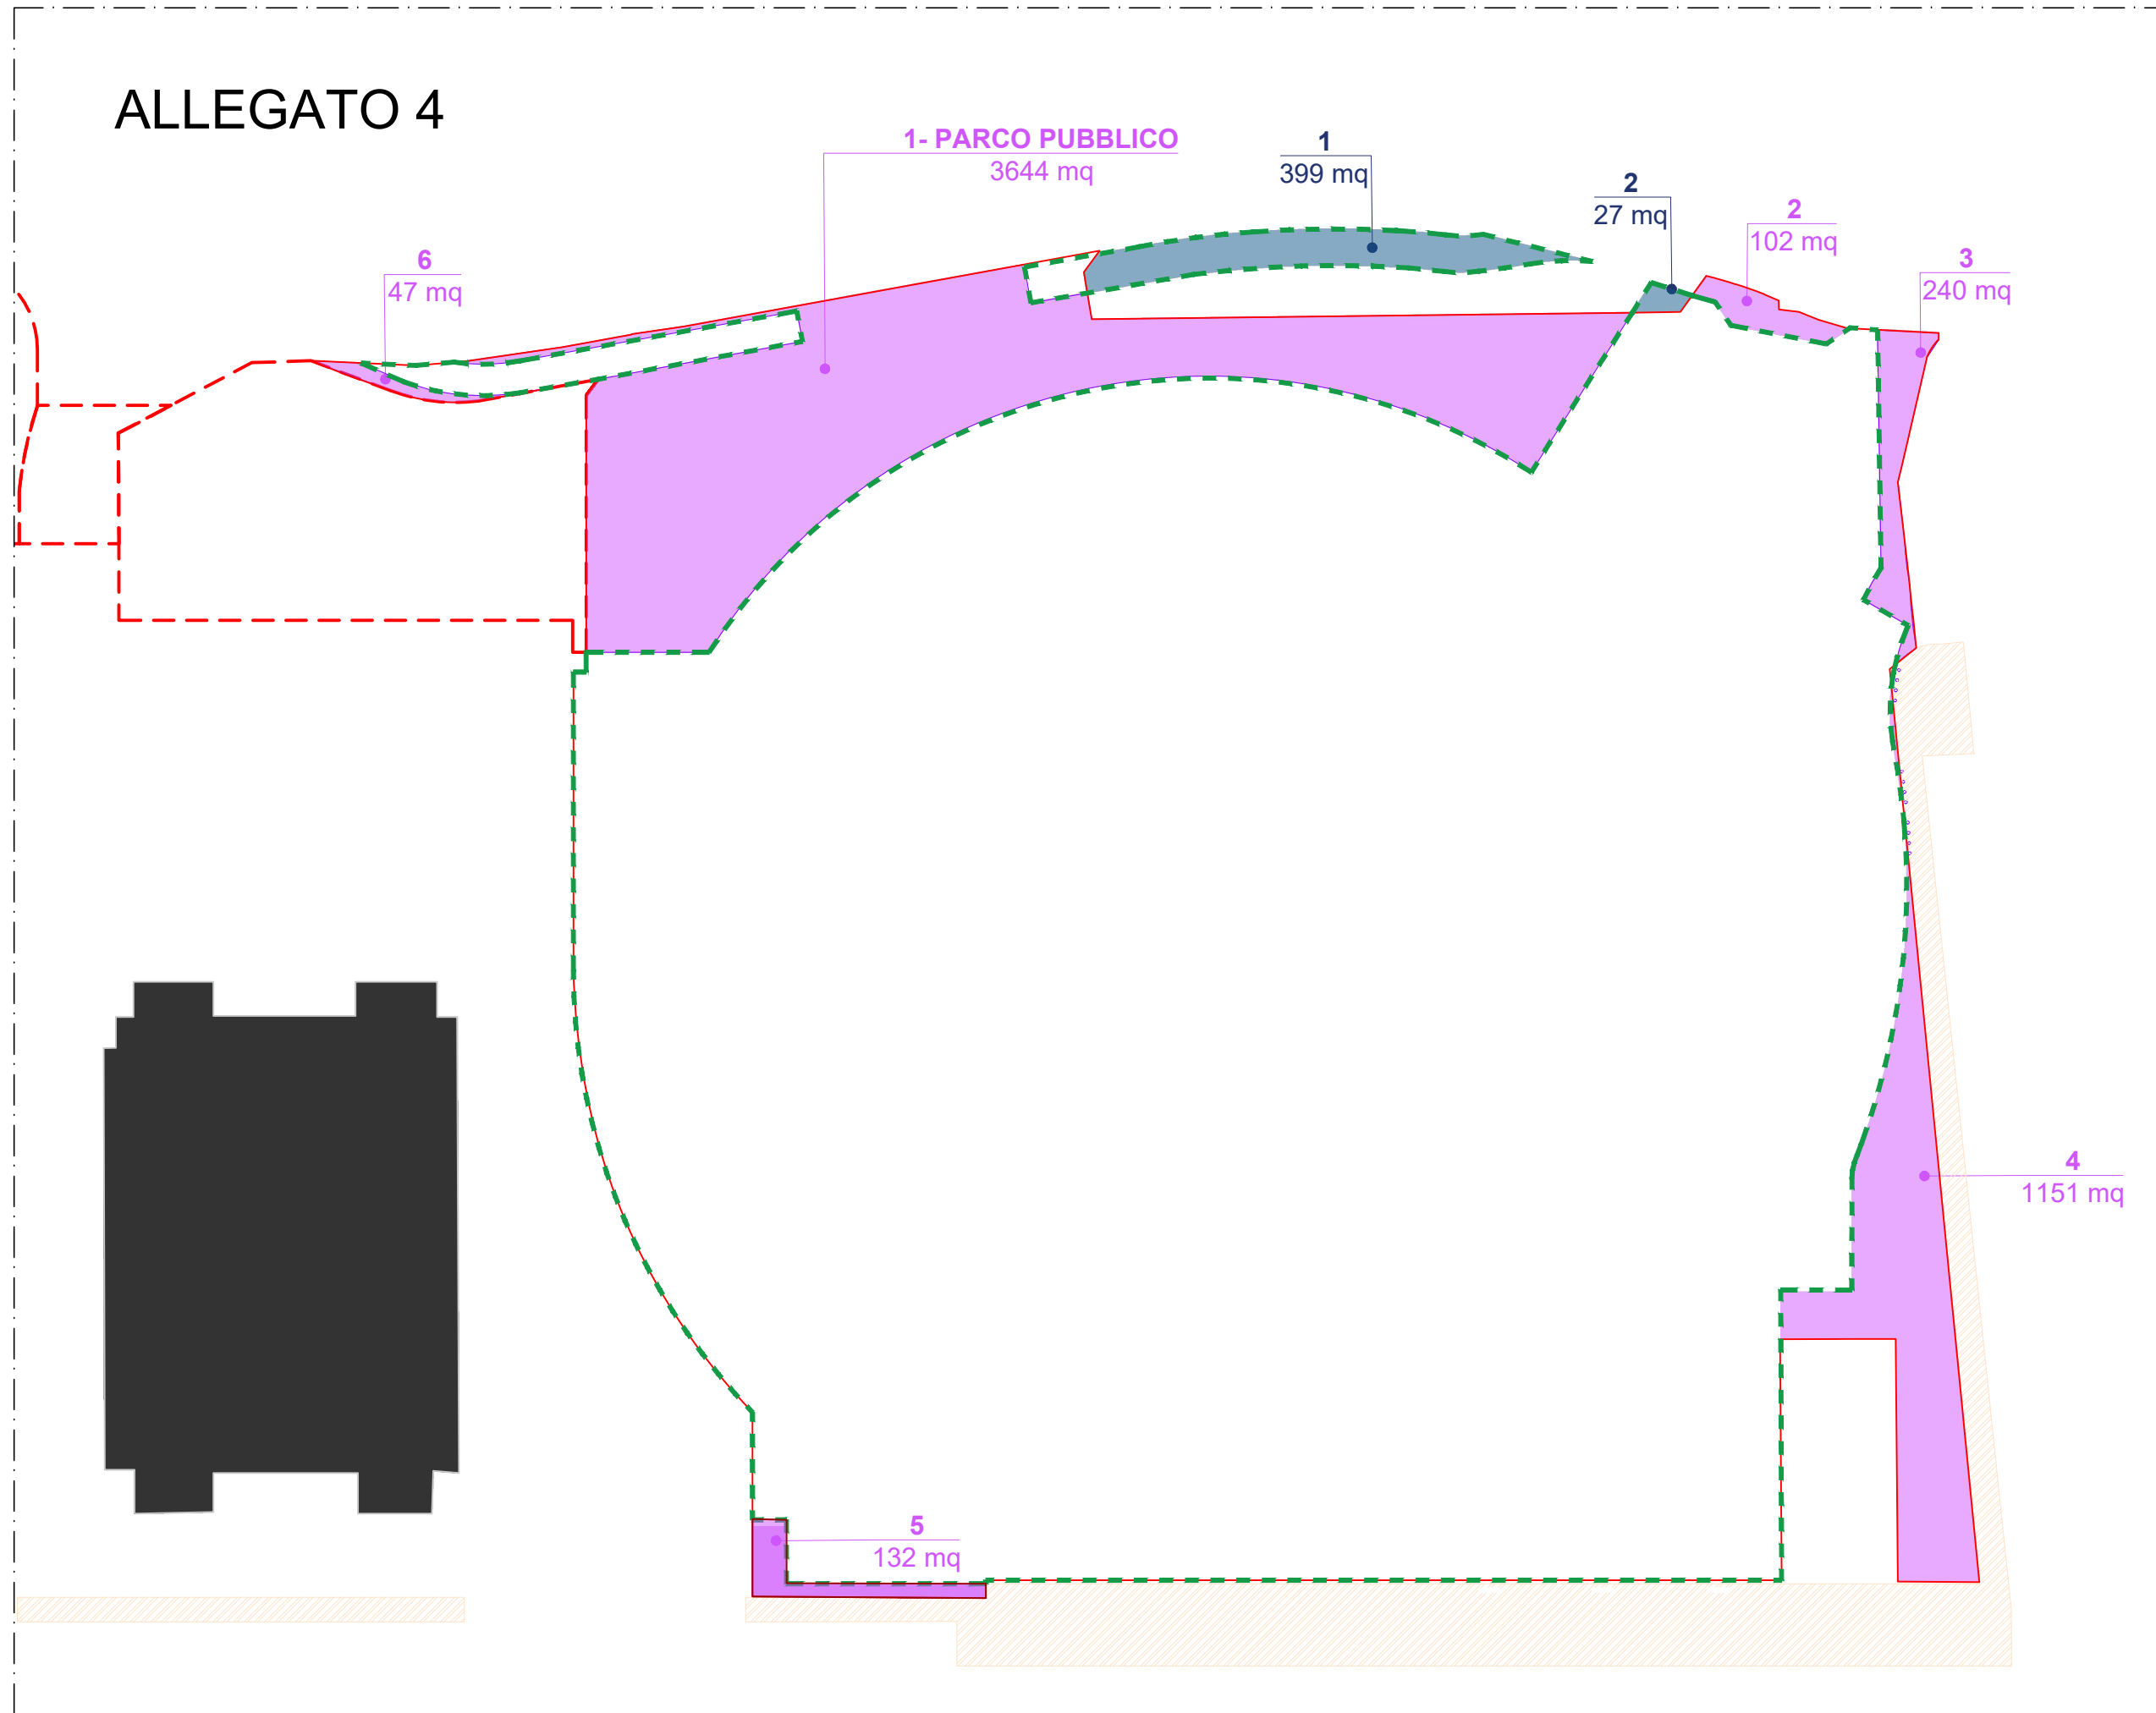 ALLEGATO 4
1- PARCO PUBBLICO
3644 mq
1
399 mq
2
27 mq
2
102 mq
3
240 mq
6
47 mq
4
1151 mq
5
132 mq